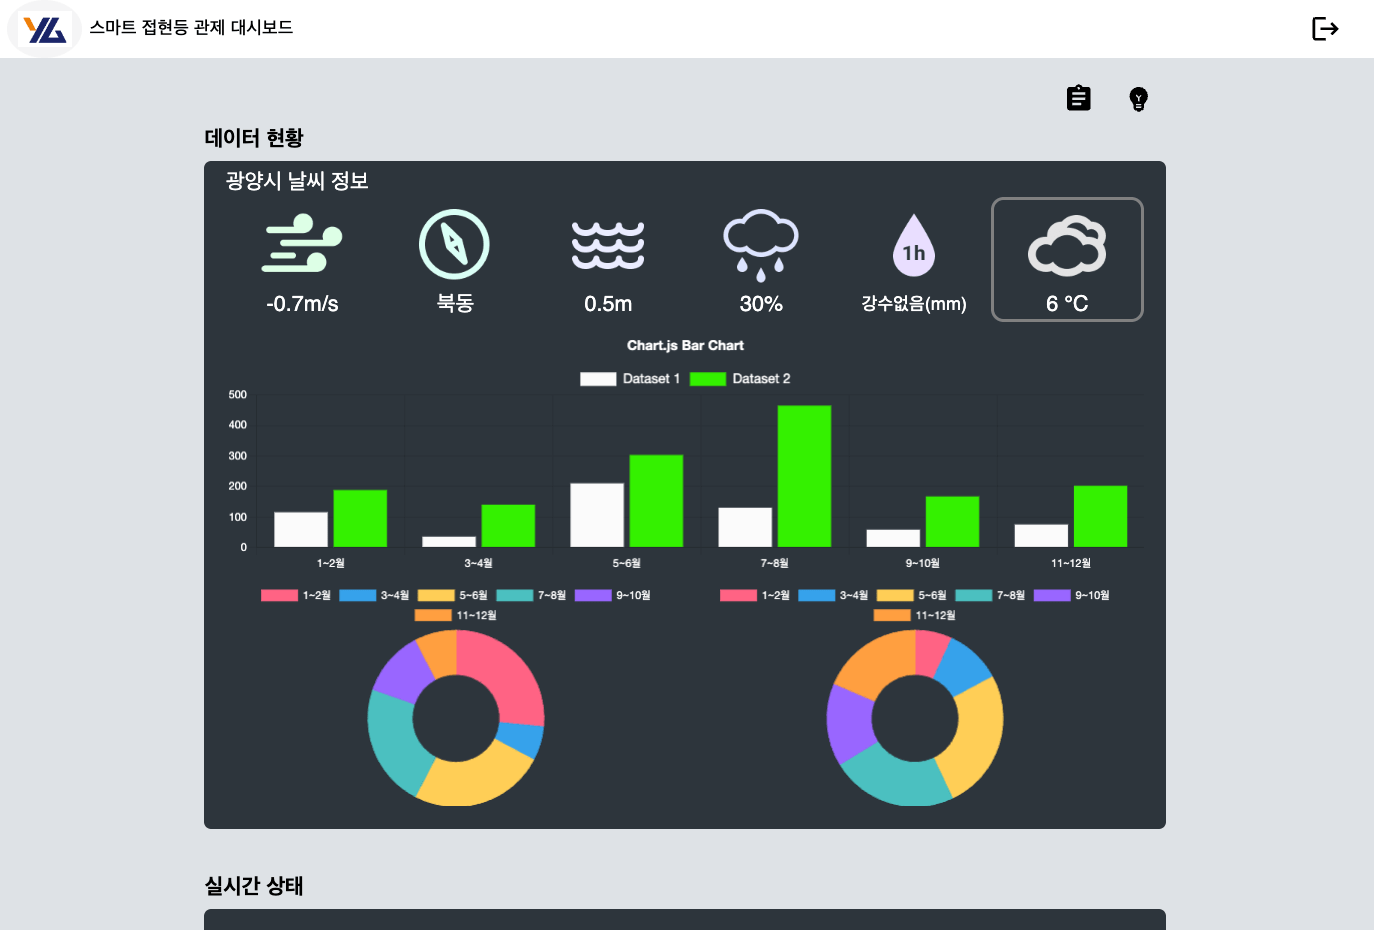 스마트 접현등 관제 대시보드
데이터 현황
광양시 날씨 정보
1h
-0.7m/s 북동 0.5m 30% 강수없음(mm) 6 °C
Chart.js Bar Chart
Dataset 1 Dataset 2
500
400
300
200
100
0
1~2월 3~4월 5~6월 7~8월 9~10월 11~12월
1~2월 3~4월 5~6월 7~8월 9~10월
11~12월
1~2월 3~4월 5~6월 7~8월 9~10월
11~12월
실시간 상태